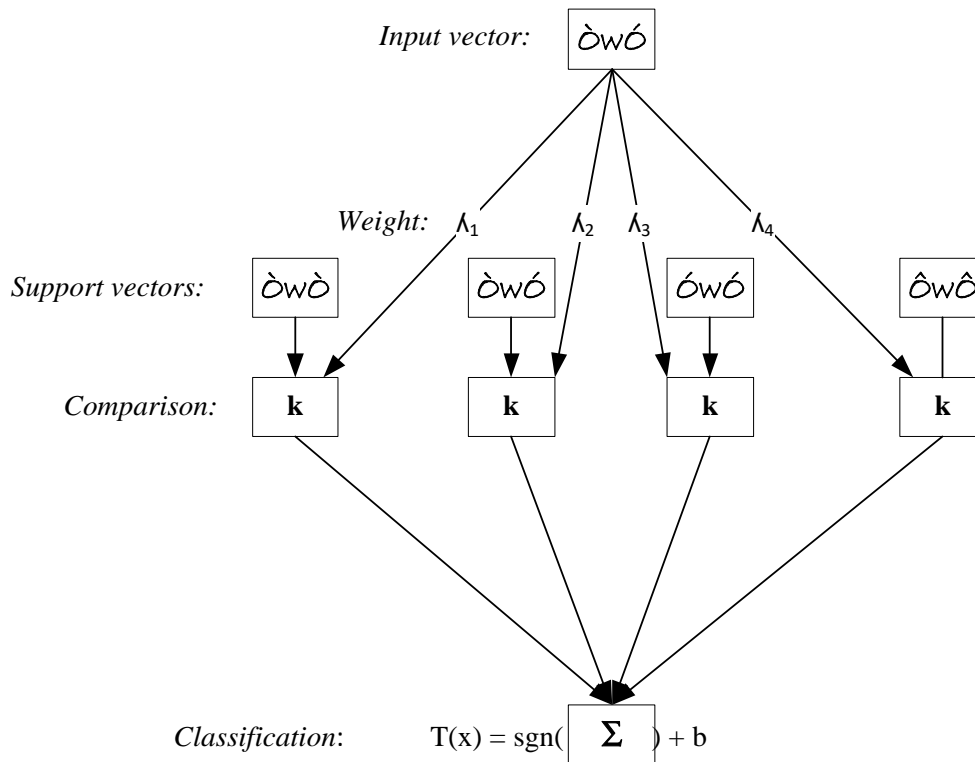 Input vector: òwó
Weight: ʎ₁ ʎ₂ ʎ₃ ʎ₄
Support vectors: òwò òwó ówó ôwô
Comparison: k k k k
Classification: T(x) = sgn( Σ ) + b